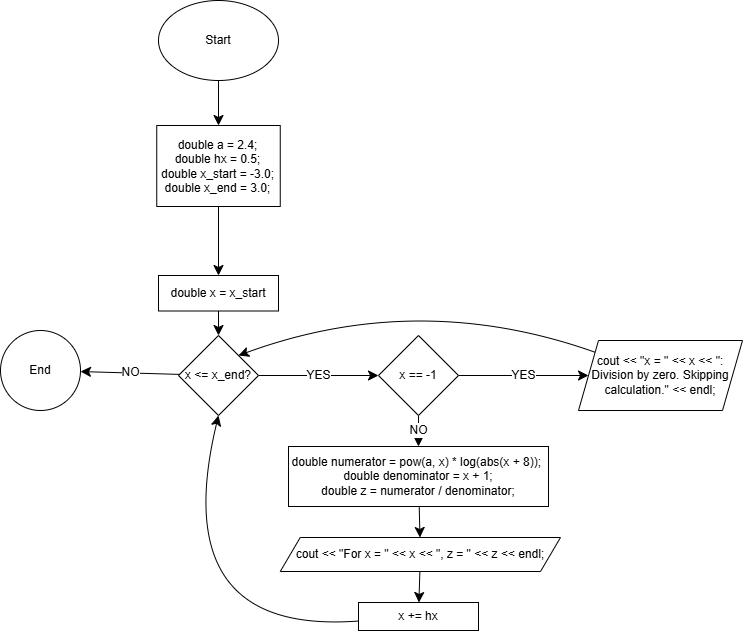 Start
double a = 2.4;
double hx = 0.5;
double x_start = -3.0;
double x_end = 3.0;
double x = x_start
End
NO
x <= x_end?
YES
x == -1
YES
cout << "x = " << x << ":
Division by zero. Skipping
calculation." << endl;
NO
double numerator = pow(a, x) * log(abs(x + 8));
double denominator = x + 1;
double z = numerator / denominator;
cout << "For x = " << x << ", z = " << z << endl;
x += hx